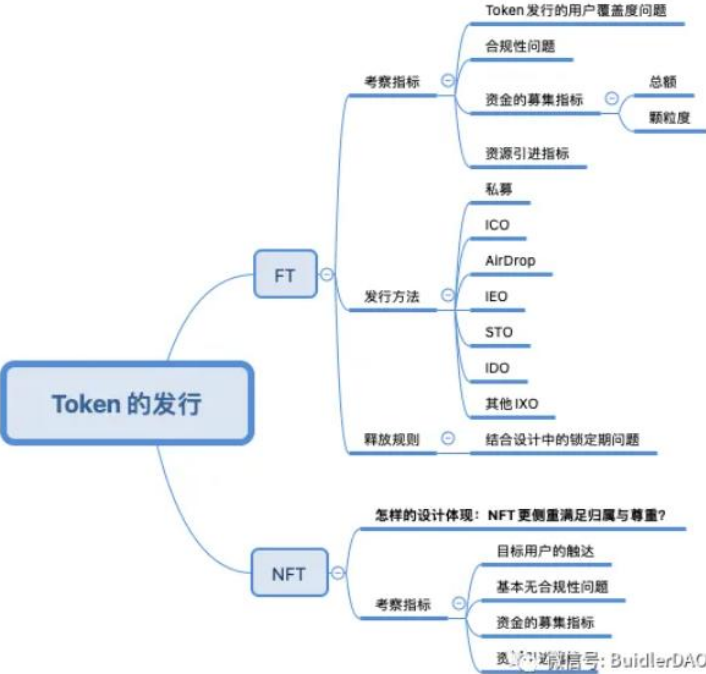 Token 的发行
FT
考察指标
Token 发行的用户覆盖度问题
合规性问题
资金的募集指标
总额
颗粒度
资源引进指标
发行方法
私募
ICO
AirDrop
IEO
STO
IDO
其他 IXO
释放规则
结合设计中的锁定期问题
NFT
怎样的设计体现：NFT 更侧重满足归属与尊重？
考察指标
目标用户的触达
基本无合规性问题
资金的募集指标
微信号: BuidlerDAO